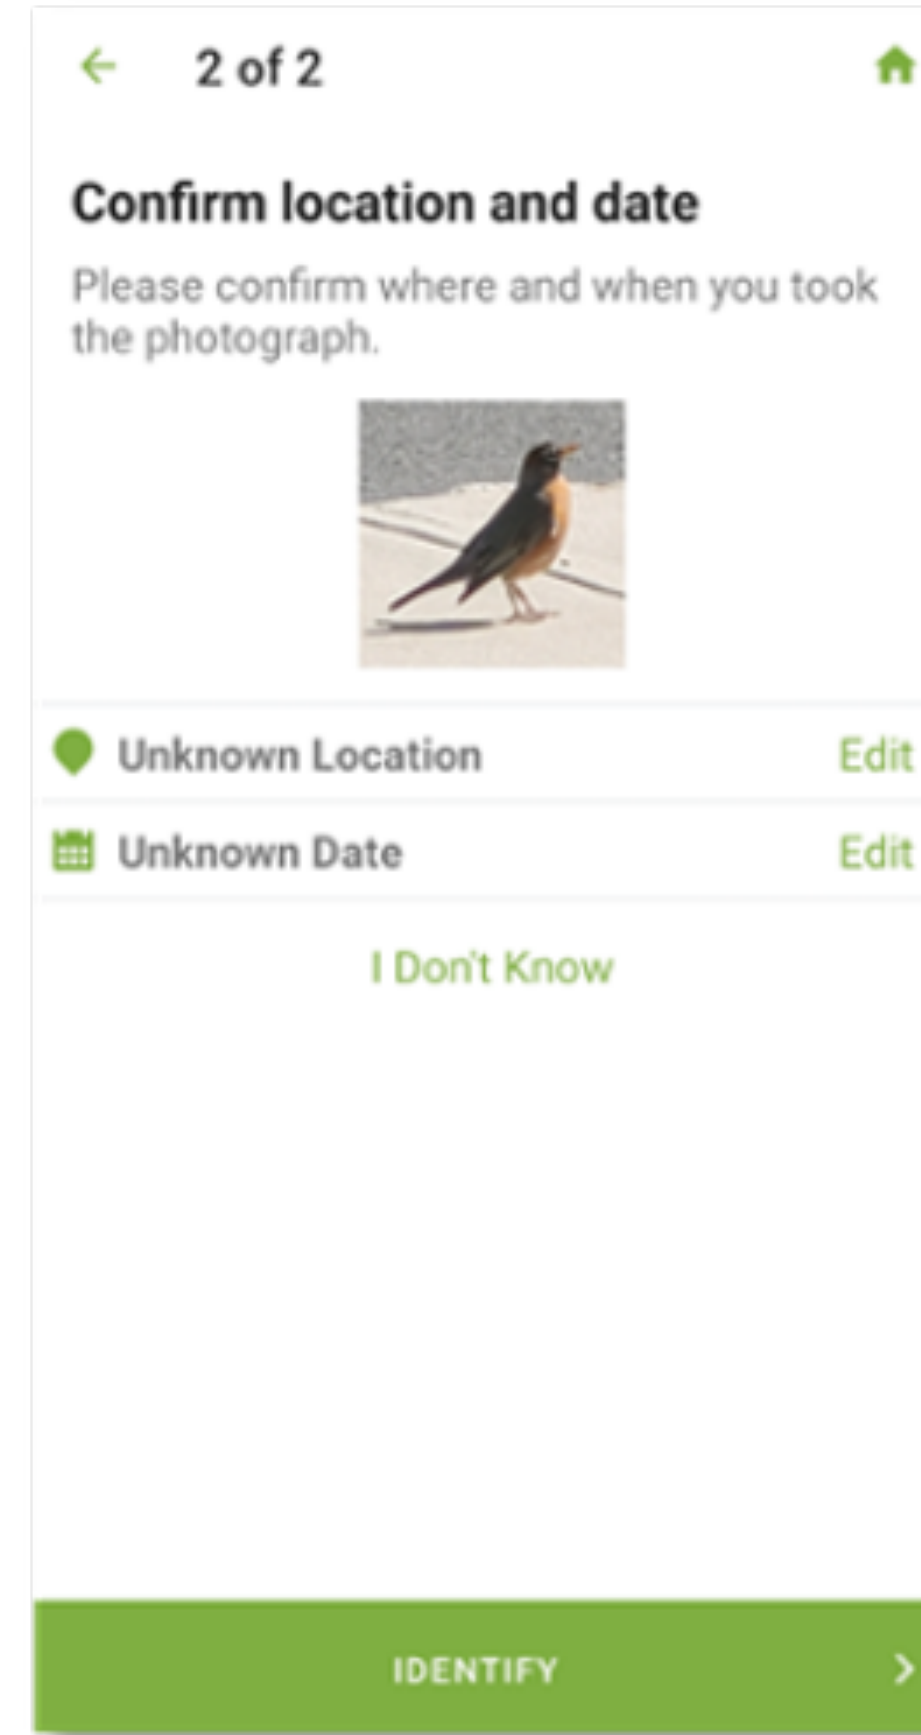 2 of 2
Confirm location and date
Please confirm where and when you took
the photograph.
Unknown Location Edit
Unknown Date Edit
I Don't Know
IDENTIFY